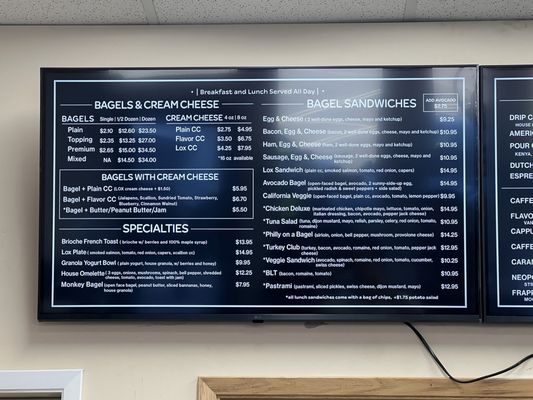 • | Breakfast and Lunch Served All Day | •
BAGELS & CREAM CHEESE
BAGELS Single | 1/2 Dozen | Dozen
Plain $2.10 $12.60 $23.50
Topping $2.35 $13.25 $27.00
Premium $2.65 $15.00 $34.50
Mixed NA $14.50 $34.00
CREAM CHEESE 4 oz | 8 oz
Plain CC $2.75 $4.95
Flavor CC $3.50 $6.75
Lox CC $4.25 $7.95
*16 oz available
BAGELS WITH CREAM CHEESE
Bagel + Plain CC (LOX cream cheese + $1.50) $5.95
Bagel + Flavor CC (Jalapeno, Scallion, Sundried Tomato, Strawberry, $6.70
Blueberry, Cinnamon Walnut)
*Bagel + Butter/Peanut Butter/Jam $5.50
SPECIALTIES
Brioche French Toast (brioche w/ berries and 100% maple syrup) $13.95
Lox Plate (smoked salmon, tomato, red onion, capers, scallion cc) $14.95
Granola Yogurt Bowl (plain yogurt, house granola, w/ berries and honey) $9.95
House Omelette (3 eggs, onions, mushrooms, spinach, bell pepper, shredded $12.25
cheese, tomato, avocado, toast with jam)
Monkey Bagel (open face bagel, peanut butter, sliced bannanas, honey, $7.95
house granola)
BAGEL SANDWICHES
ADD AVOCADO
$2.75
Egg & Cheese (2 well-done eggs, cheese, mayo and ketchup) $9.25
Bacon, Egg & Cheese (bacon, 2 well-done eggs, cheese, mayo and ketchup) $10.95
Ham, Egg & Cheese (ham, 2 well-done eggs, cheese, mayo and ketchup) $10.95
Sausage, Egg & Cheese (sausage, 2 well-done eggs, cheese, mayo and $10.95
ketchup)
Lox Sandwich (plain cc, smoked salmon, tomato, red onion, capers) $14.95
Avocado Bagel (open-faced bagel, avocado, 2 sunny-side-up egg, $14.95
pickled radish & sweet peppers + side salad)
California Veggie (open-faced bagel, plain cc, avocado, tomato, lemon pepper) $9.95
*Chicken Deluxe (marinated chicken, chipotle mayo, lettuce, tomato, onion, $14.95
italian dressing, bacon, avocado, pepper jack cheese)
*Tuna Salad (tuna, dijon mustard, mayo, relish, parsley, celery, red onion, tomato, $10.95
swiss cheese)
*Philly on a Bagel (sirloin, onion, bell pepper, mushroom, provolone cheese) $14.25
*Turkey Club (turkey, bacon, avocado, romaine, red onion, tomato, pepper jack $12.95
cheese)
*Veggie Sandwich (avocado, spinach, romaine, red onion, tomato, cucumber, $10.25
swiss cheese)
*BLT (bacon, romaine, tomato) $10.95
*Pastrami (pastrami, sliced pickles, swiss cheese, dijon mustard, mayo) $12.95
*all lunch sandwiches come with a bag of chips, +$1.75 potato salad
DRIP C
HOUSE
AMERIC
POUR
KENYA,
DUTCH
ESPRE
CAFFE
FLAVO
VAN
CAPPU
CAFFE
CARAM
NEOPO
STR
FRAPPE
M